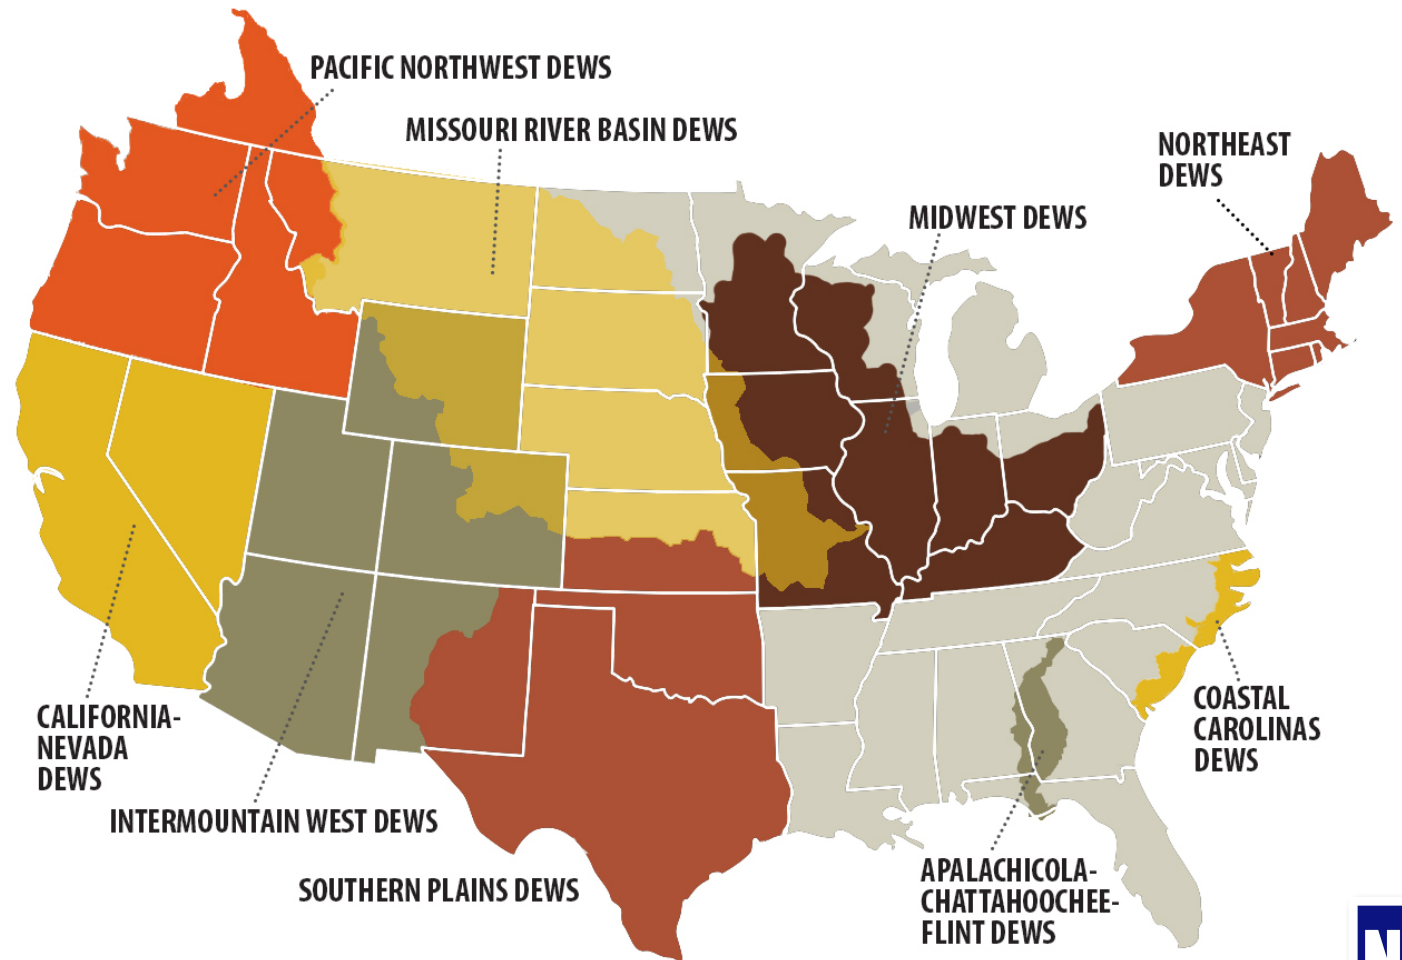 PACIFIC NORTHWEST DEWS
MISSOURI RIVER BASIN DEWS
NORTHEAST
DEWS
MIDWEST DEWS
CALIFORNIA-
NEVADA
DEWS
INTERMOUNTAIN WEST DEWS
SOUTHERN PLAINS DEWS
COASTAL
CAROLINAS
DEWS
APALACHICOLA-
CHATTAHOOCHEE-
FLINT DEWS